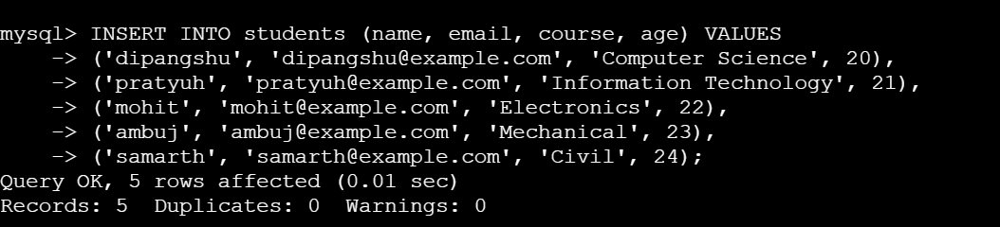 mysql> INSERT INTO students (name, email, course, age) VALUES
    -> ('dipangshu', 'dipangshu@example.com', 'Computer Science', 20),
    -> ('pratyuh', 'pratyuh@example.com', 'Information Technology', 21),
    -> ('mohit', 'mohit@example.com', 'Electronics', 22),
    -> ('ambuj', 'ambuj@example.com', 'Mechanical', 23),
    -> ('samarth', 'samarth@example.com', 'Civil', 24);
Query OK, 5 rows affected (0.01 sec)
Records: 5  Duplicates: 0  Warnings: 0